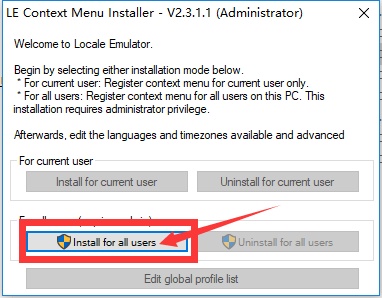 LE Context Menu Installer - V2.3.1.1 (Administrator)
Welcome to Locale Emulator.
Begin by selecting either installation mode below.
* For current user: Register context menu for current user only.
* For all users: Register context menu for all users on this PC. This
installation requires administrator privilege.
Afterwards, edit the languages and timezones available and advanced
For current user
Install for current user
Uninstall for current user
Install for all users
Uninstall for all users
Edit global profile list